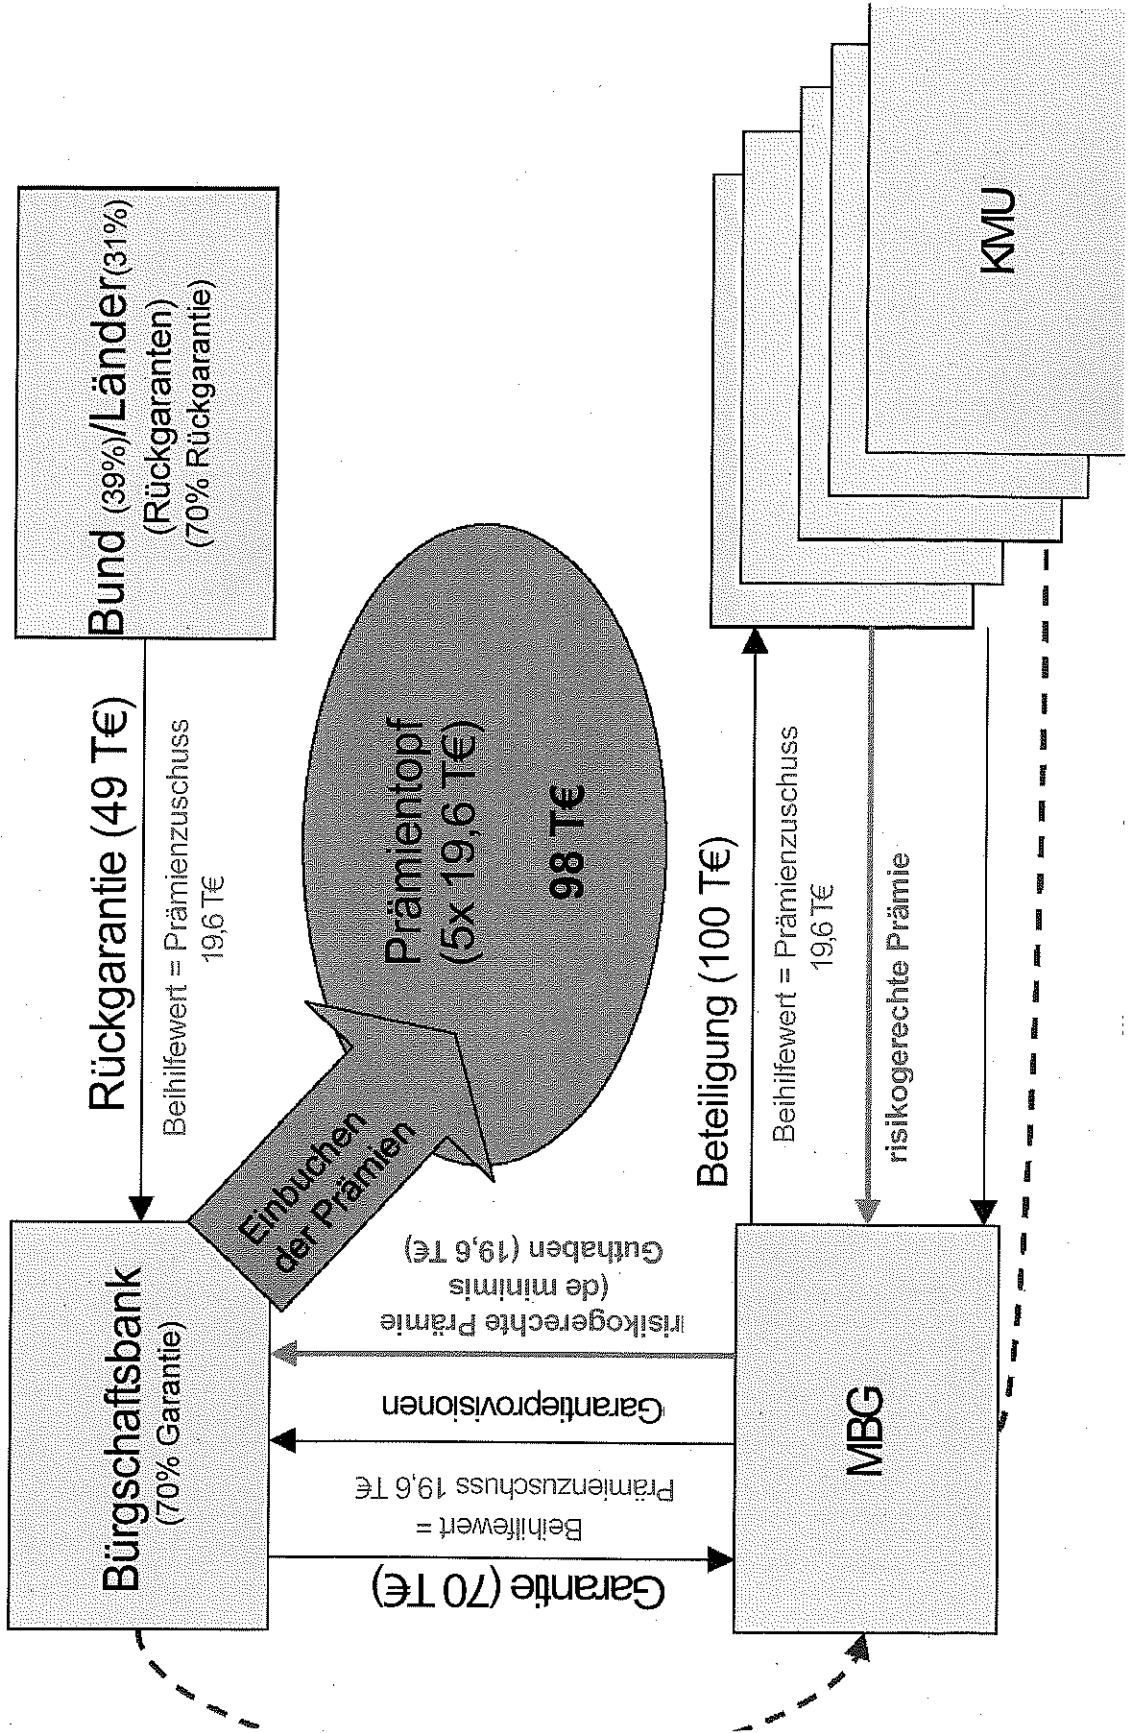 Bürgschaftsbank
(70% Garantie)
Rückgarantie (49 T€)
Beihilfewert = Prämienzuschuss
19,6 T€
Bund (39%)/Länder(31%)
(Rückgaranten)
(70% Rückgarantie)
Einbuchen
der Prämien
Prämientopf
(5x 19,6 T€)
98 T€
Garantie (70 T€)
Beihilfewert =
Prämienzuschuss 19,6 T€
Garantieprovisionen
risikogerechte Prämie
(de minimis
Guthaben (19,6 T€)
MBG
Beteiligung (100 T€)
Beihilfewert = Prämienzuschuss
19,6 T€
risikogerechte Prämie
KMU